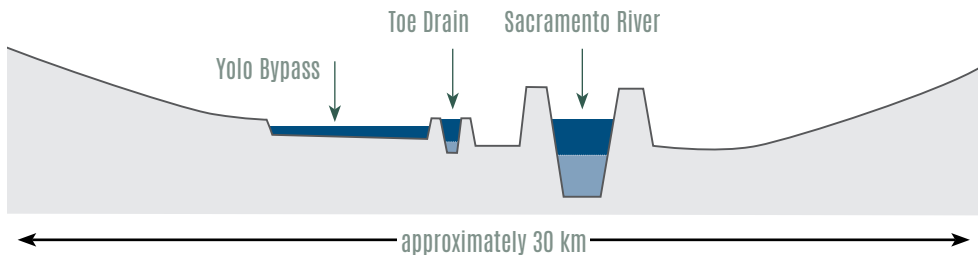 Toe Drain
Sacramento River
Yolo Bypass
approximately 30 km